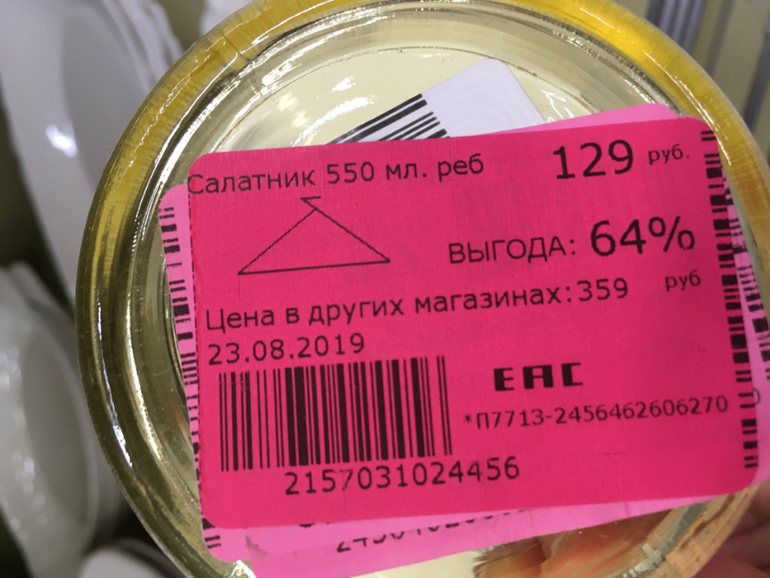 Салатник 550 мл. реб
129 руб.
ВЫГОДА: 64%
Цена в других магазинах: 359 руб
23.08.2019
EAC
*П7713-2456462606270
2157031024456